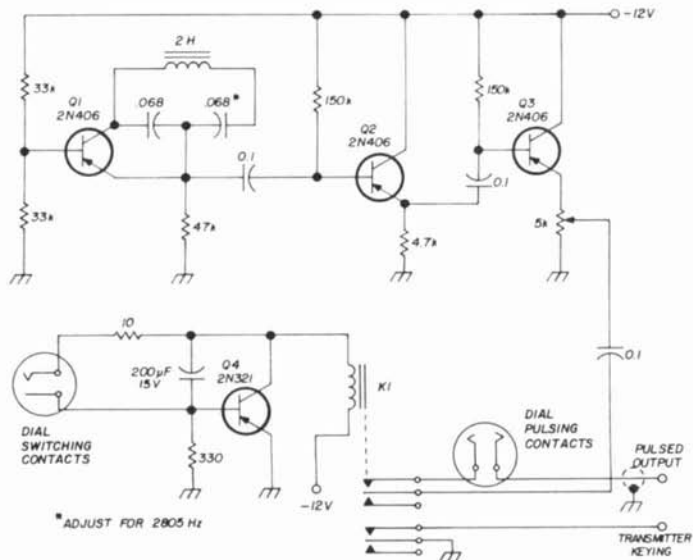 -12V
2H
33k
Q1
2N406
.068
.068*
150k
150k
Q3
2N406
Q2
2N406
0.1
0.1
33k
47k
4.7k
5k
10
200µF
15V
Q4
2N321
K1
0.1
DIAL
SWITCHING
CONTACTS
330
-12V
DIAL
PULSING
CONTACTS
PULSED
OUTPUT
*ADJUST FOR 2805 Hz
TRANSMITTER
KEYING